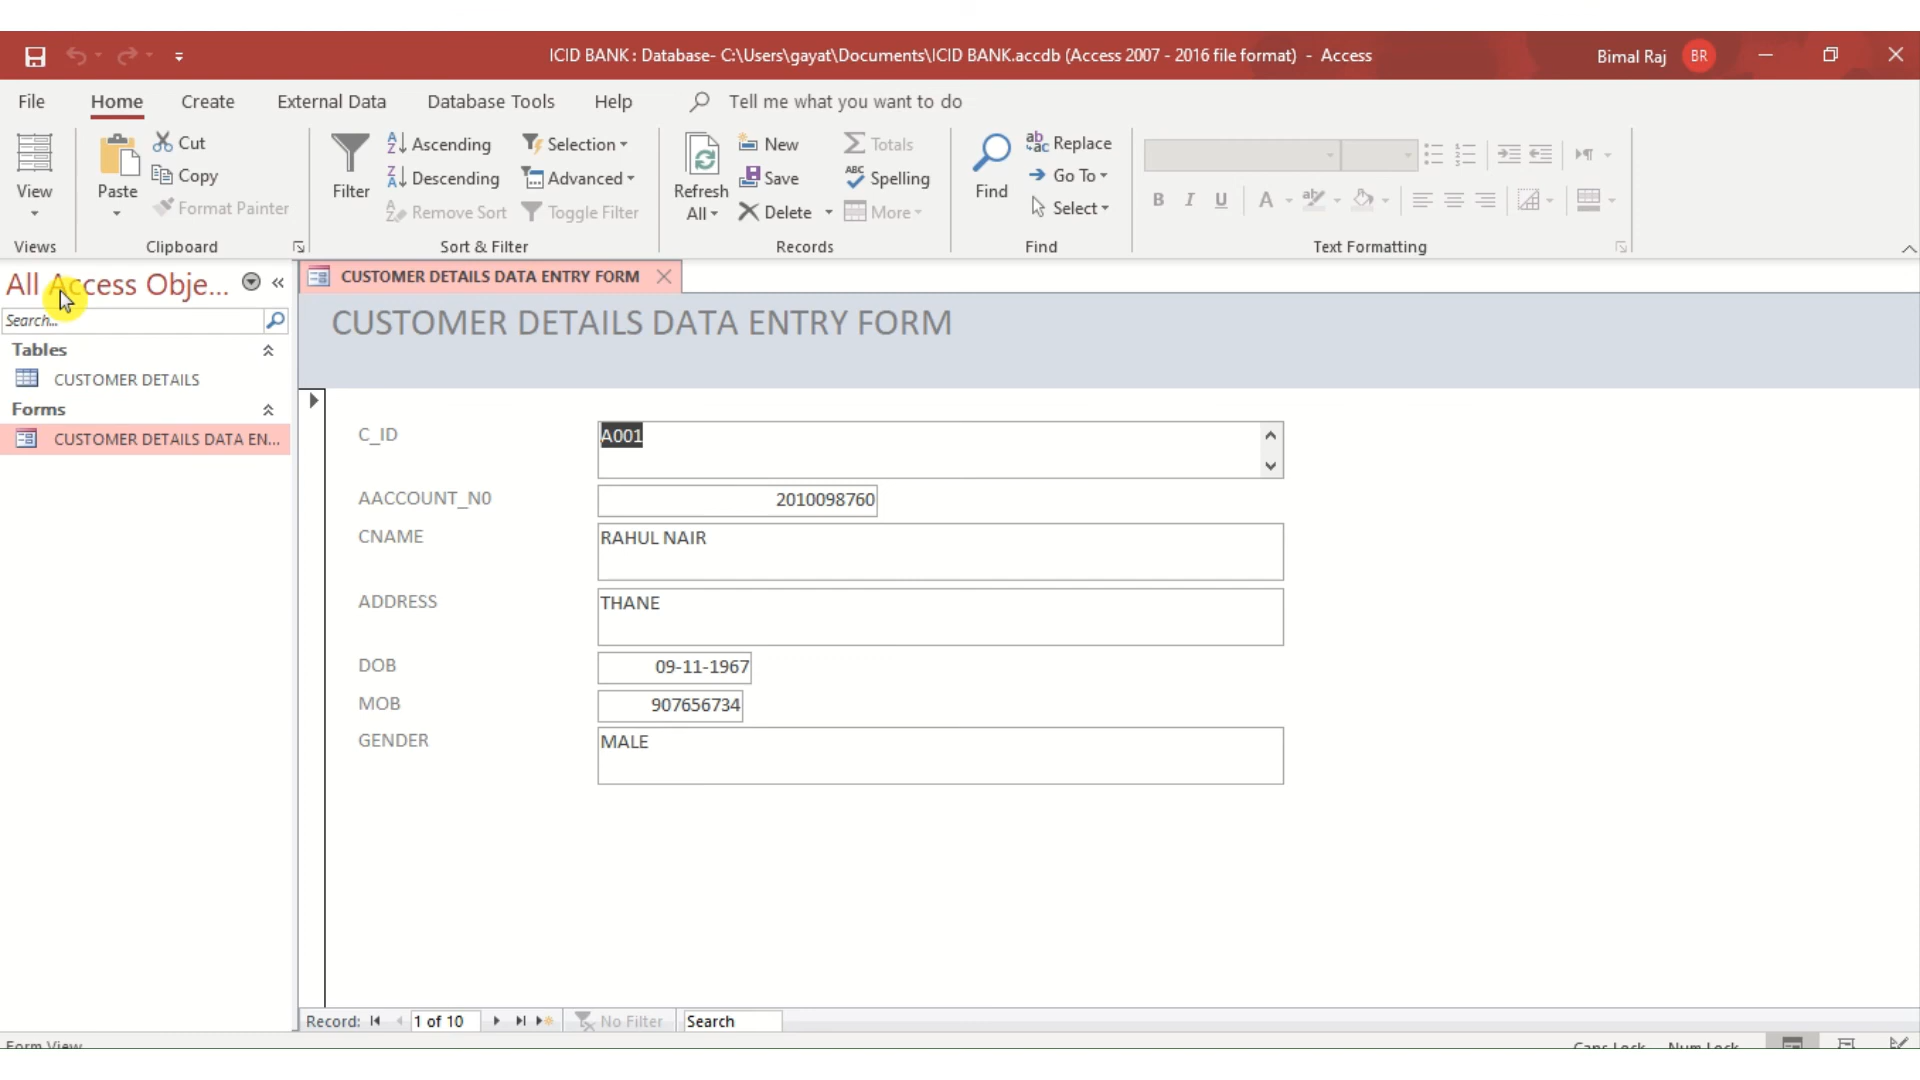 ICID BANK : Database- C:\Users\gayat\Documents\ICID BANK.accdb (Access 2007 - 2016 file format) - Access
Bimal Raj BR
File Home Create External Data Database Tools Help Tell me what you want to do
View
Views
Paste
Cut
Copy
Format Painter
Clipboard
Filter
Ascending
Descending
Remove Sort
Selection
Advanced
Toggle Filter
Sort & Filter
Refresh
All
New
Save
Delete
Totals
Spelling
More
Records
Find
Replace
Go To
Select
Find
B I U A
Text Formatting
All Access Obje...
Search...
Tables
CUSTOMER DETAILS
Forms
CUSTOMER DETAILS DATA EN...
CUSTOMER DETAILS DATA ENTRY FORM
CUSTOMER DETAILS DATA ENTRY FORM
C_ID A001
AACCOUNT_N0 2010098760
CNAME RAHUL NAIR
ADDRESS THANE
DOB 09-11-1967
MOB 907656734
GENDER MALE
Record: 1 of 10 No Filter Search
Form View Caps Lock Num Lock